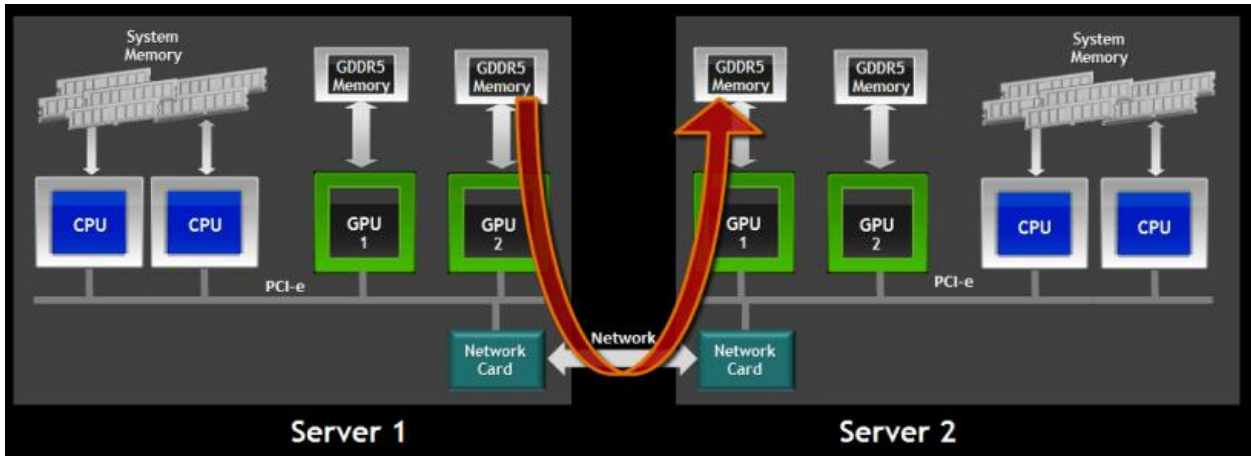 System
Memory
GDDR5
Memory
GDDR5
Memory
CPU
CPU
GPU
1
GPU
2
PCI-e
Network
Card
Server 1
Network
GDDR5
Memory
GDDR5
Memory
System
Memory
GPU
1
GPU
2
CPU
CPU
PCI-e
Network
Card
Server 2